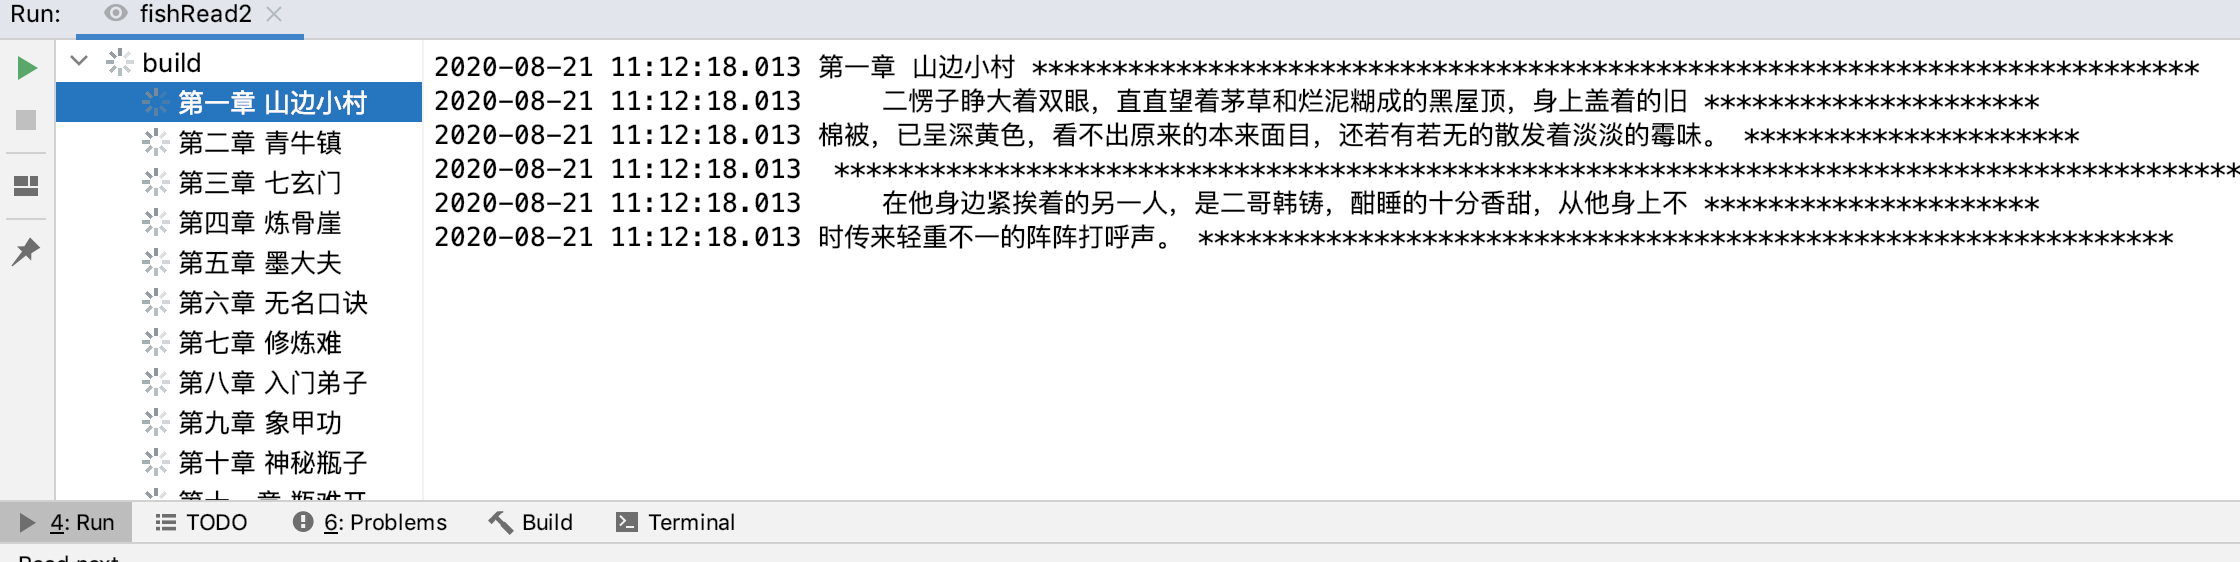 Run: fishRead2
build
第一章 山边小村
第二章 青牛镇
第三章 七玄门
第四章 炼骨崖
第五章 墨大夫
第六章 无名口诀
第七章 修炼难
第八章 入门弟子
第九章 象甲功
第十章 神秘瓶子
2020-08-21 11:12:18.013 第一章 山边小村 *************************************************************************
2020-08-21 11:12:18.013 二愣子睁大着双眼，直直望着茅草和烂泥糊成的黑屋顶，身上盖着的旧 *********************
2020-08-21 11:12:18.013 棉被，已呈深黄色，看不出原来的本来面目，还若有若无的散发着淡淡的霉味。 *********************
2020-08-21 11:12:18.013 ****************************************************************************************
2020-08-21 11:12:18.013 在他身边紧挨着的另一人，是二哥韩铸，酣睡的十分香甜，从他身上不 *********************
2020-08-21 11:12:18.013 时传来轻重不一的阵阵打呼声。 *************************************************************
4: Run TODO 6: Problems Build Terminal